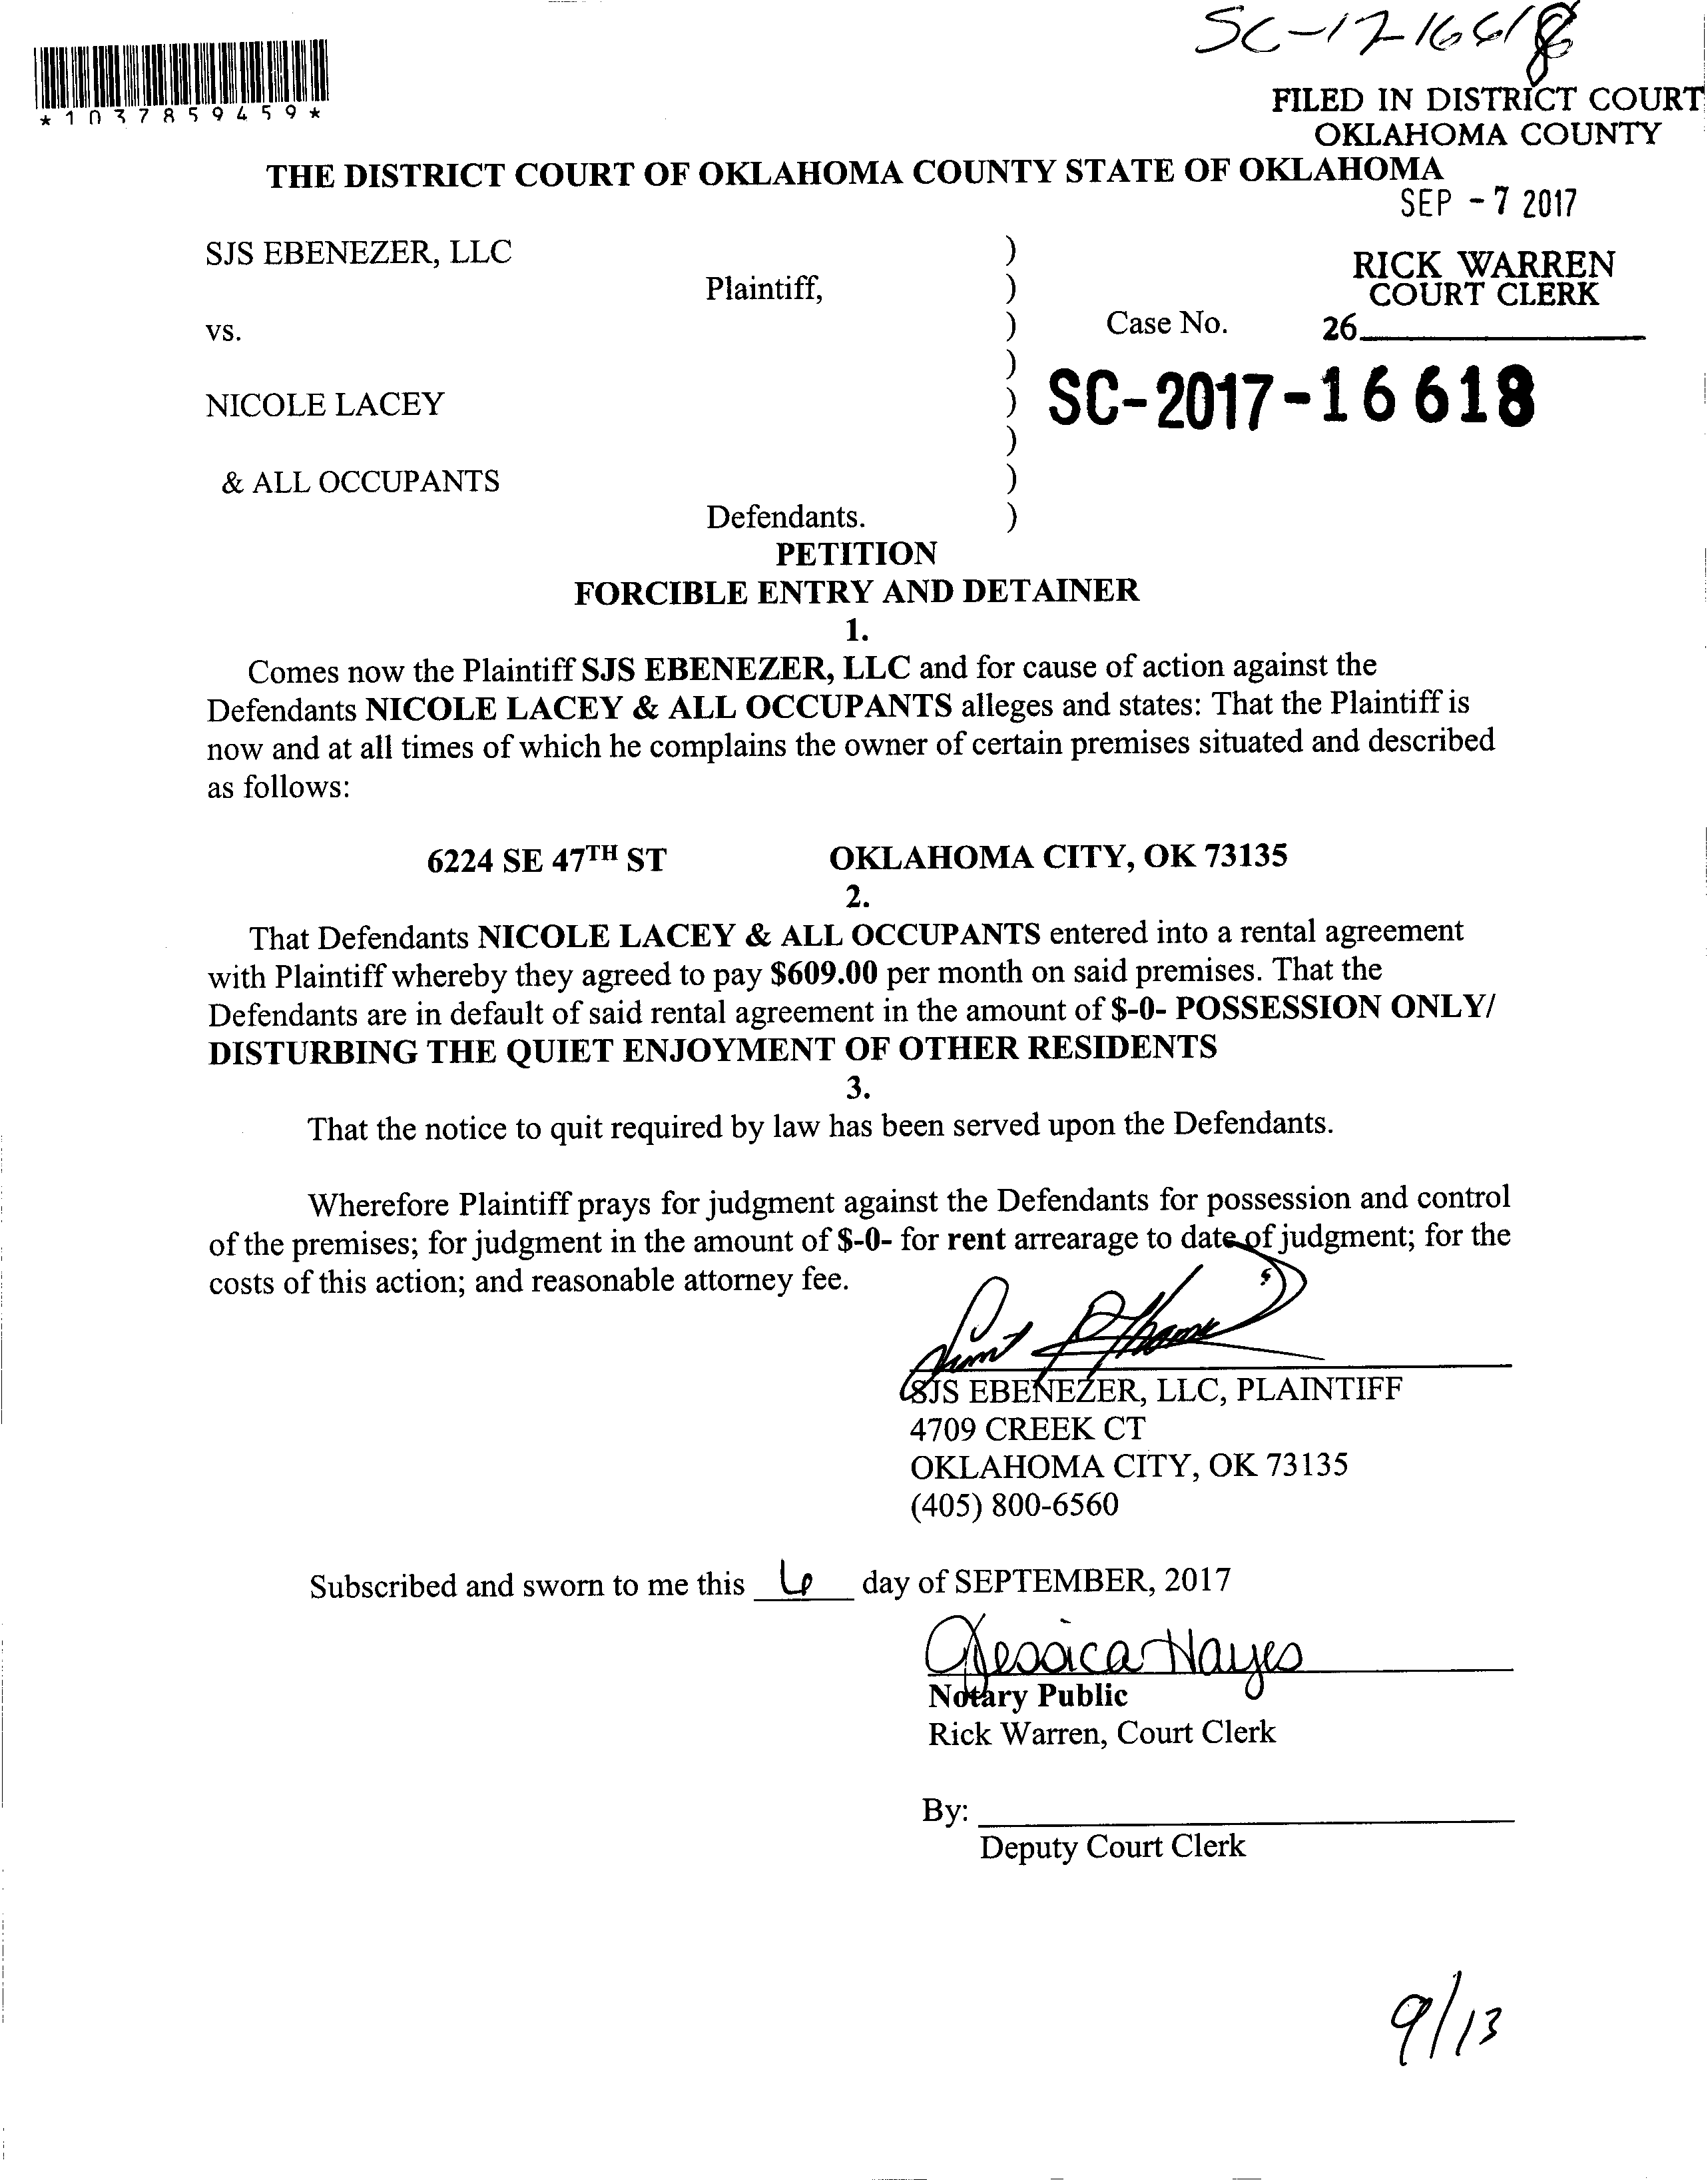 SC-17-16618
*1037859459*
FILED IN DISTRICT COURT
OKLAHOMA COUNTY
THE DISTRICT COURT OF OKLAHOMA COUNTY STATE OF OKLAHOMA
SEP - 7 2017
SJS EBENEZER, LLC )
Plaintiff, )
RICK WARREN
COURT CLERK
vs. ) Case No. 26
)
NICOLE LACEY ) SC-2017-16618
)
& ALL OCCUPANTS )
Defendants. )
PETITION
FORCIBLE ENTRY AND DETAINER
1.
Comes now the Plaintiff SJS EBENEZER, LLC and for cause of action against the
Defendants NICOLE LACEY & ALL OCCUPANTS alleges and states: That the Plaintiff is
now and at all times of which he complains the owner of certain premises situated and described
as follows:
6224 SE 47TH ST OKLAHOMA CITY, OK 73135
2.
That Defendants NICOLE LACEY & ALL OCCUPANTS entered into a rental agreement
with Plaintiff whereby they agreed to pay $609.00 per month on said premises. That the
Defendants are in default of said rental agreement in the amount of $-0- POSSESSION ONLY/
DISTURBING THE QUIET ENJOYMENT OF OTHER RESIDENTS
3.
That the notice to quit required by law has been served upon the Defendants.
Wherefore Plaintiff prays for judgment against the Defendants for possession and control
of the premises; for judgment in the amount of $-0- for rent arrearage to date of judgment; for the
costs of this action; and reasonable attorney fee.
SJS EBENEZER, LLC, PLAINTIFF
4709 CREEK CT
OKLAHOMA CITY, OK 73135
(405) 800-6560
Subscribed and sworn to me this 6 day of SEPTEMBER, 2017
Jessica Hayes
Notary Public
Rick Warren, Court Clerk
By:
Deputy Court Clerk
9/13